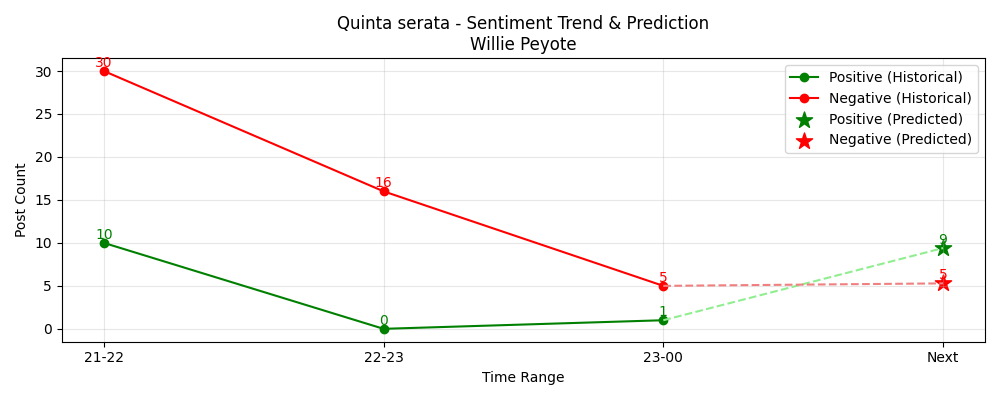 Quinta serata - Sentiment Trend & Prediction
Willie Peyote
Post Count
30
25
20
15
10
5
0
30
16
5
10
0
1
9
5
Positive (Historical)
Negative (Historical)
Positive (Predicted)
Negative (Predicted)
21-22
22-23
23-00
Next
Time Range